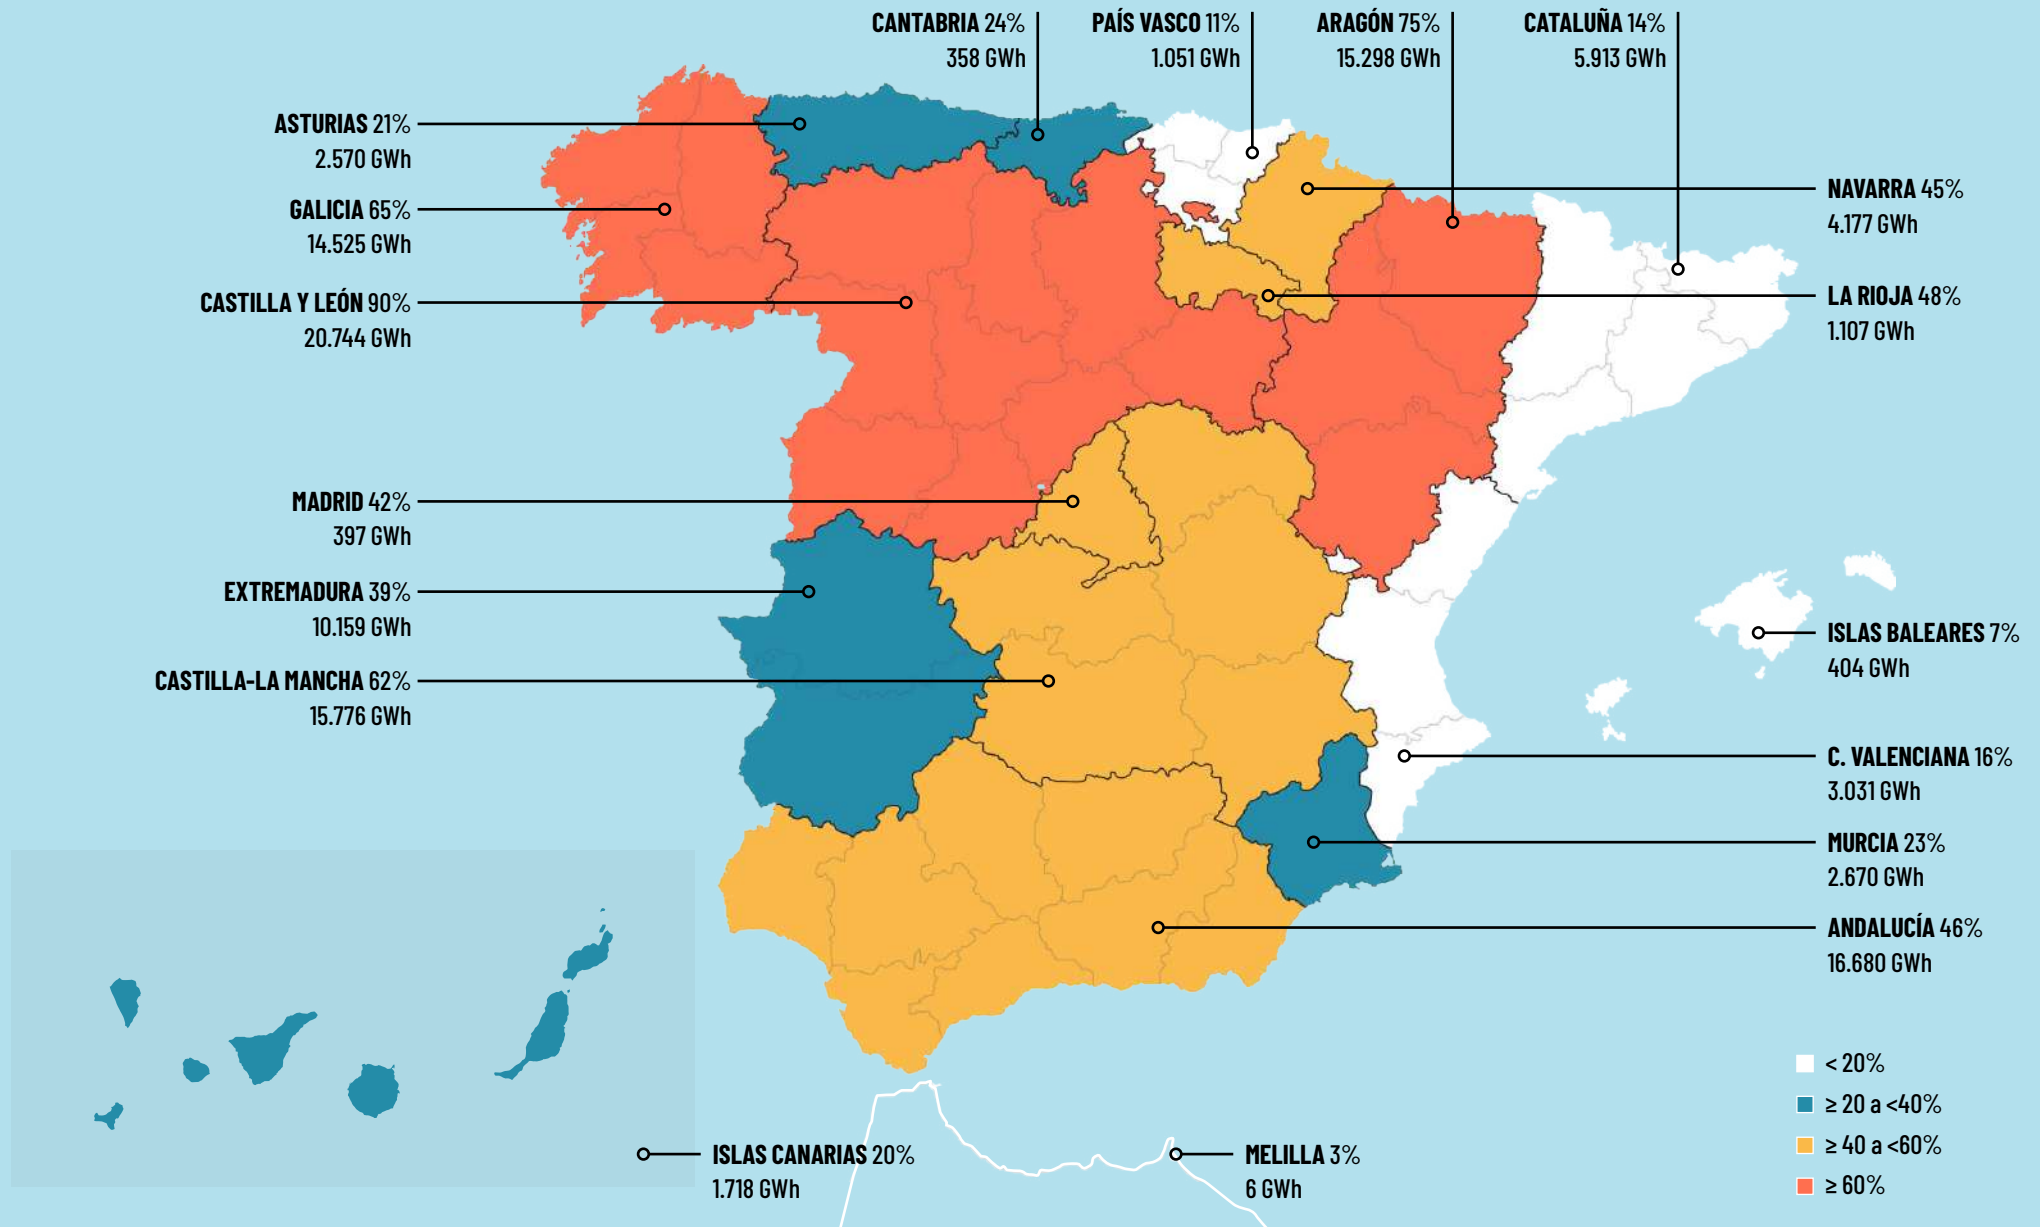 CANTABRIA 24%
358 GWh
PAÍS VASCO 11%
1.051 GWh
ARAGÓN 75%
15.298 GWh
CATALUÑA 14%
5.913 GWh
ASTURIAS 21%
2.570 GWh
GALICIA 65%
14.525 GWh
CASTILLA Y LEÓN 90%
20.744 GWh
MADRID 42%
397 GWh
EXTREMADURA 39%
10.159 GWh
CASTILLA-LA MANCHA 62%
15.776 GWh
NAVARRA 45%
4.177 GWh
LA RIOJA 48%
1.107 GWh
ISLAS BALEARES 7%
404 GWh
C. VALENCIANA 16%
3.031 GWh
MURCIA 23%
2.670 GWh
ANDALUCÍA 46%
16.680 GWh
ISLAS CANARIAS 20%
1.718 GWh
MELILLA 3%
6 GWh
< 20%
≥ 20 a <40%
≥ 40 a <60%
≥ 60%